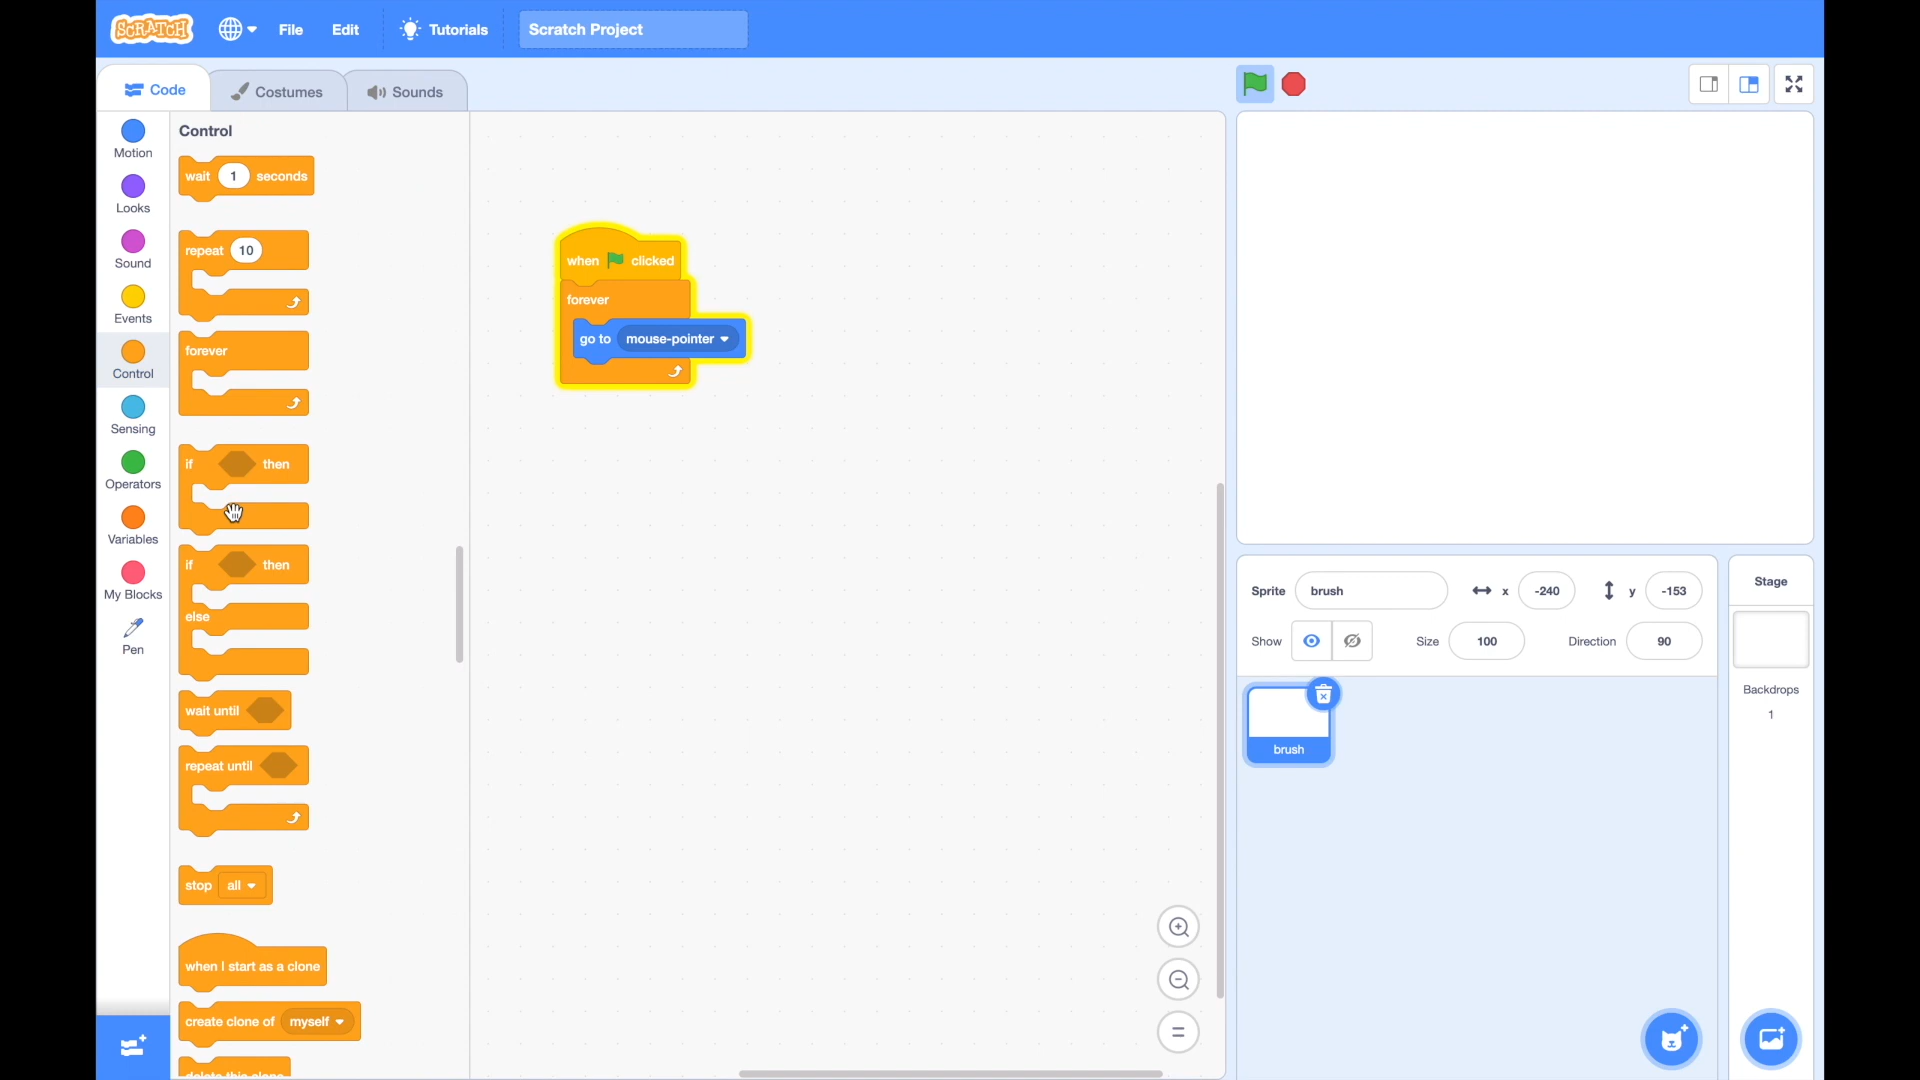 SCRATCH
File
Edit
Tutorials
Scratch Project
Code
Costumes
Sounds
Motion
Looks
Sound
Events
Control
Sensing
Operators
Variables
My Blocks
Pen
Control
wait 1 seconds
repeat 10
forever
if then
if then
else
wait until
repeat until
stop all
when I start as a clone
create clone of myself
delete this clone
when clicked
forever
go to mouse-pointer
Sprite brush x -240 y -153
Show Size 100 Direction 90
brush
Stage
Backdrops
1